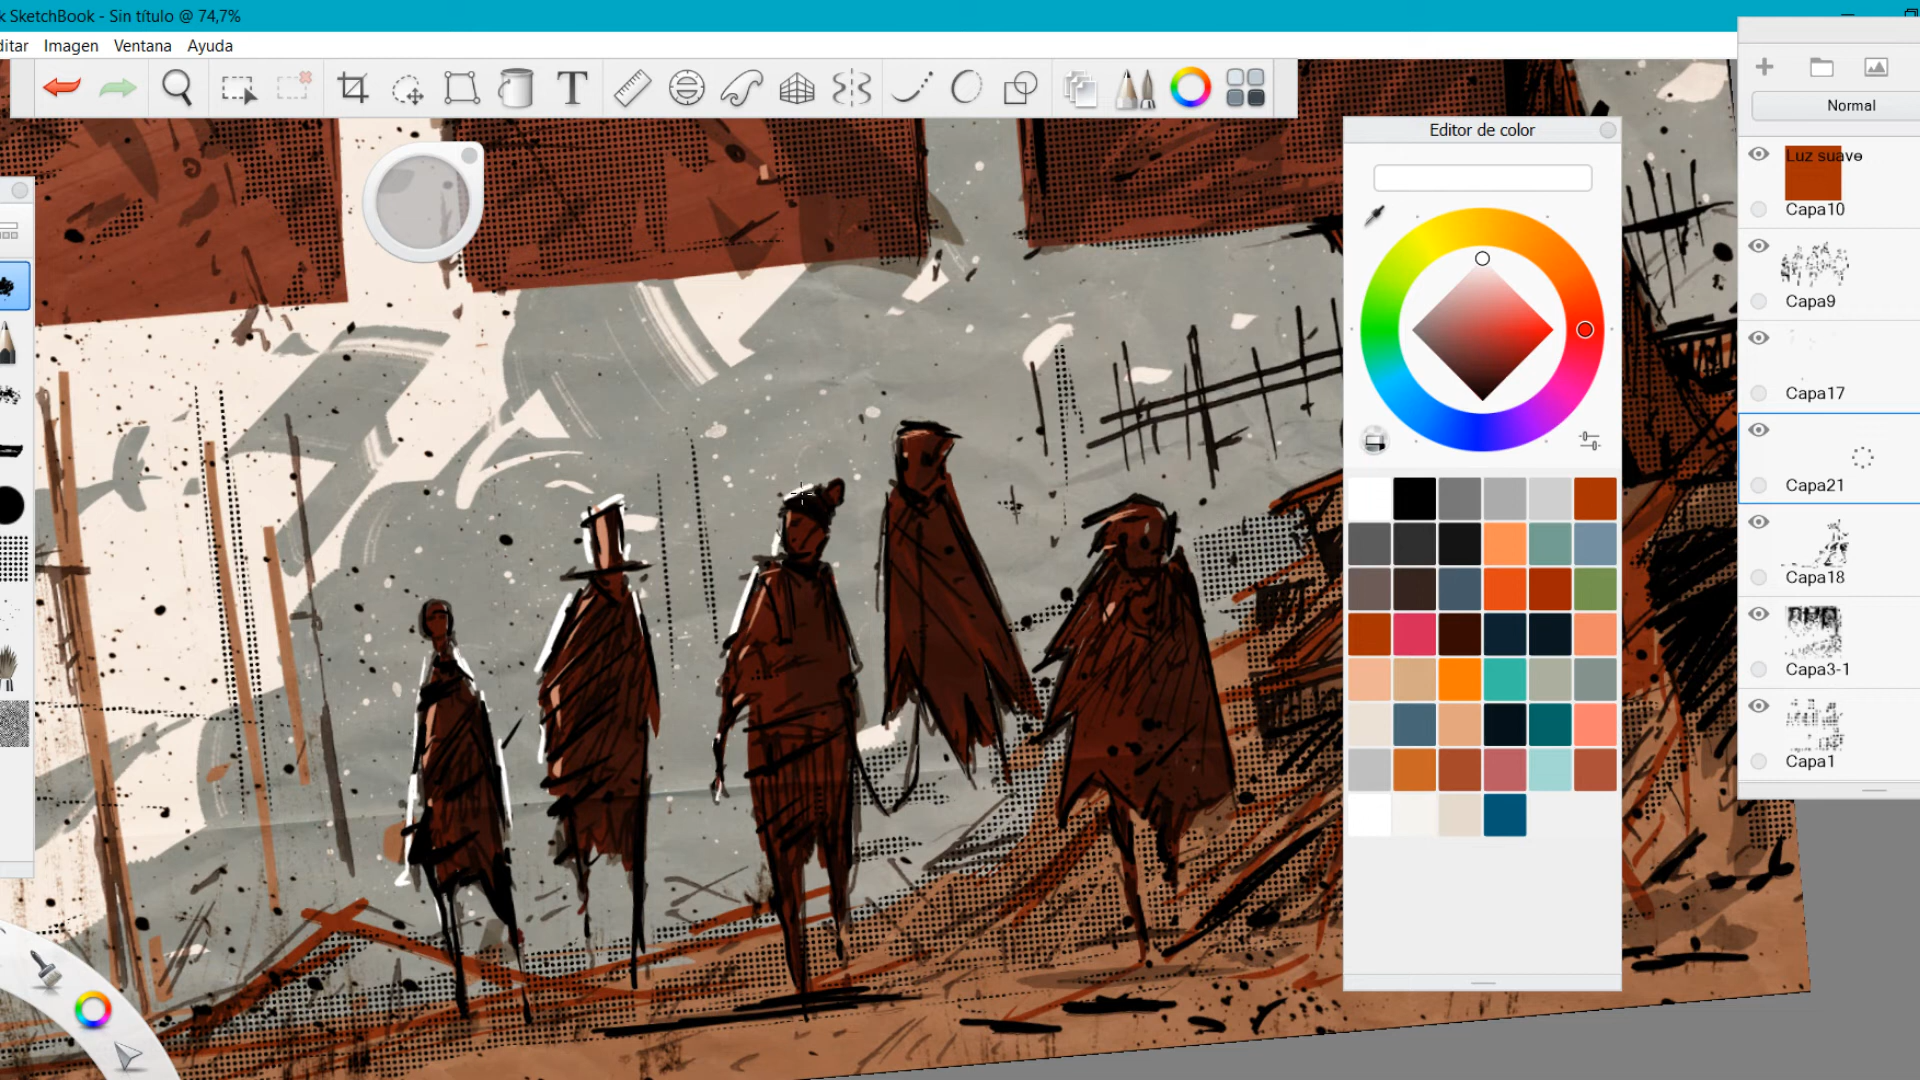 k SketchBook - Sin título @ 74,7%
ditar Imagen Ventana Ayuda
T
Editor de color
Normal
Luz suave
Capa10
Capa9
Capa17
Capa21
Capa18
Capa3-1
Capa1